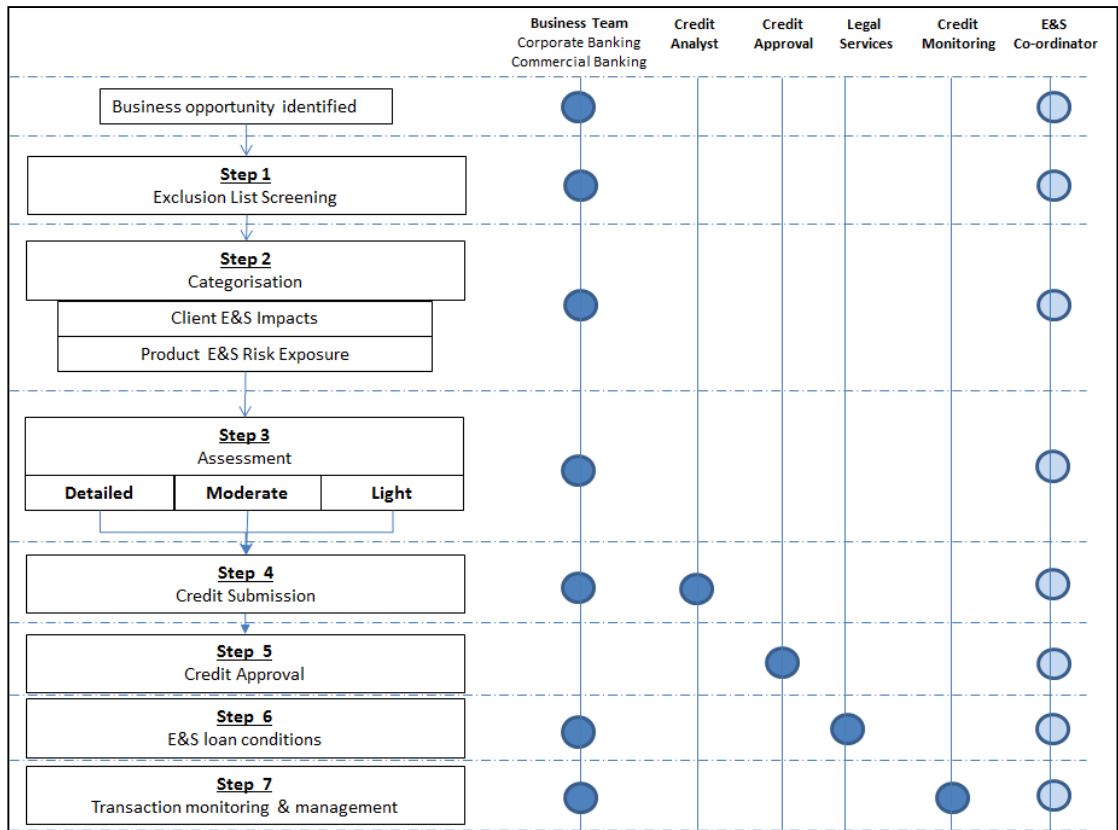 Business Team
Corporate Banking
Commercial Banking
Credit
Analyst
Credit
Approval
Legal
Services
Credit
Monitoring
E&S
Co-ordinator
Business opportunity identified
Step 1
Exclusion List Screening
Step 2
Categorisation
Client E&S Impacts
Product E&S Risk Exposure
Step 3
Assessment
Detailed
Moderate
Light
Step 4
Credit Submission
Step 5
Credit Approval
Step 6
E&S loan conditions
Step 7
Transaction monitoring & management